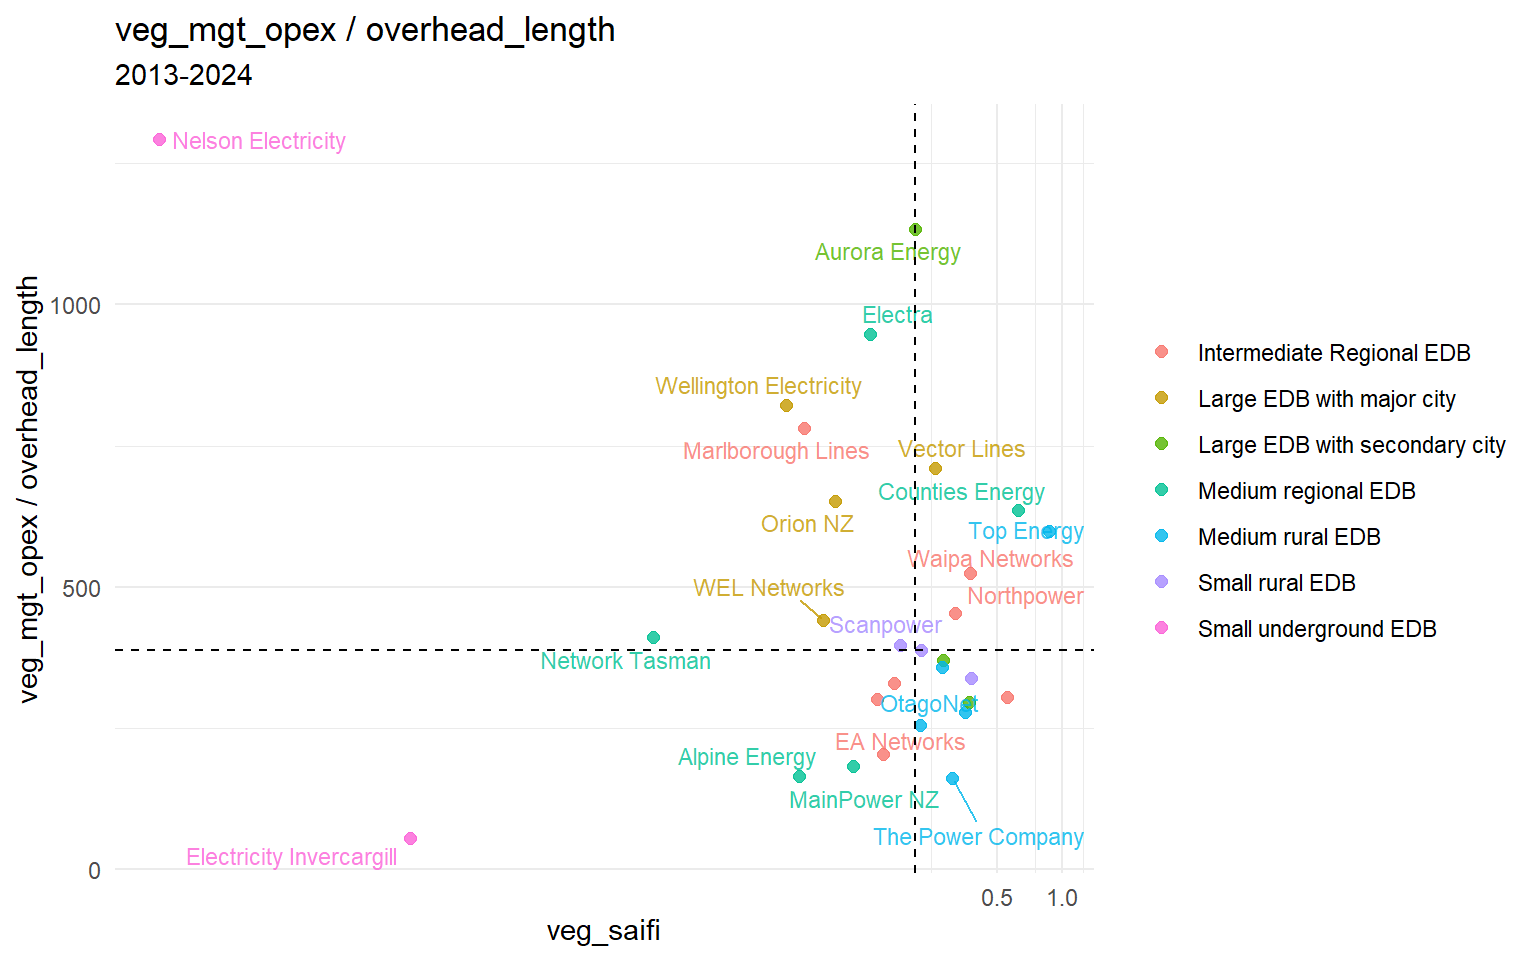 veg_mgt_opex / overhead_length
2013-2024
Nelson Electricity
Aurora Energy
Electra
Wellington Electricity
Marlborough Lines
Vector Lines
Counties Energy
Orion NZ
Top Energy
Waipa Networks
WEL Networks
Northpower
Scanpower
Network Tasman
OtagoNet
EA Networks
Alpine Energy
MainPower NZ
The Power Company
Electricity Invercargill
1000
500
0
veg_mgt_opex / overhead_length
0.5
1.0
veg_saifi
Intermediate Regional EDB
Large EDB with major city
Large EDB with secondary city
Medium regional EDB
Medium rural EDB
Small rural EDB
Small underground EDB